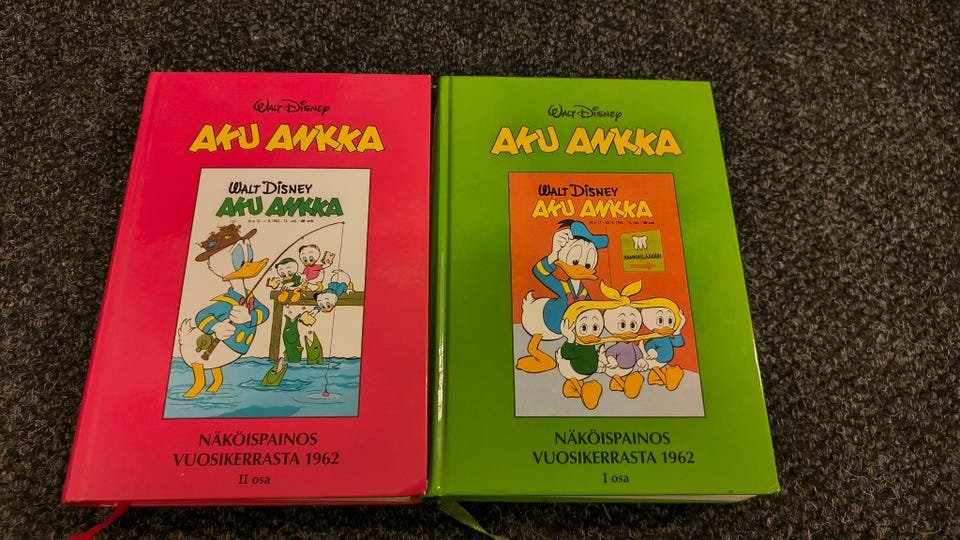 WALT DISNEY
AKU ANKKA
WALT DISNEY
AKU ANKKA
NÄKÖISPAINOS
VUOSIKERRASTA 1962
II osa
WALT DISNEY
AKU ANKKA
WALT DISNEY
AKU ANKKA
HAMMASLÄÄKÄRI
NÄKÖISPAINOS
VUOSIKERRASTA 1962
I osa